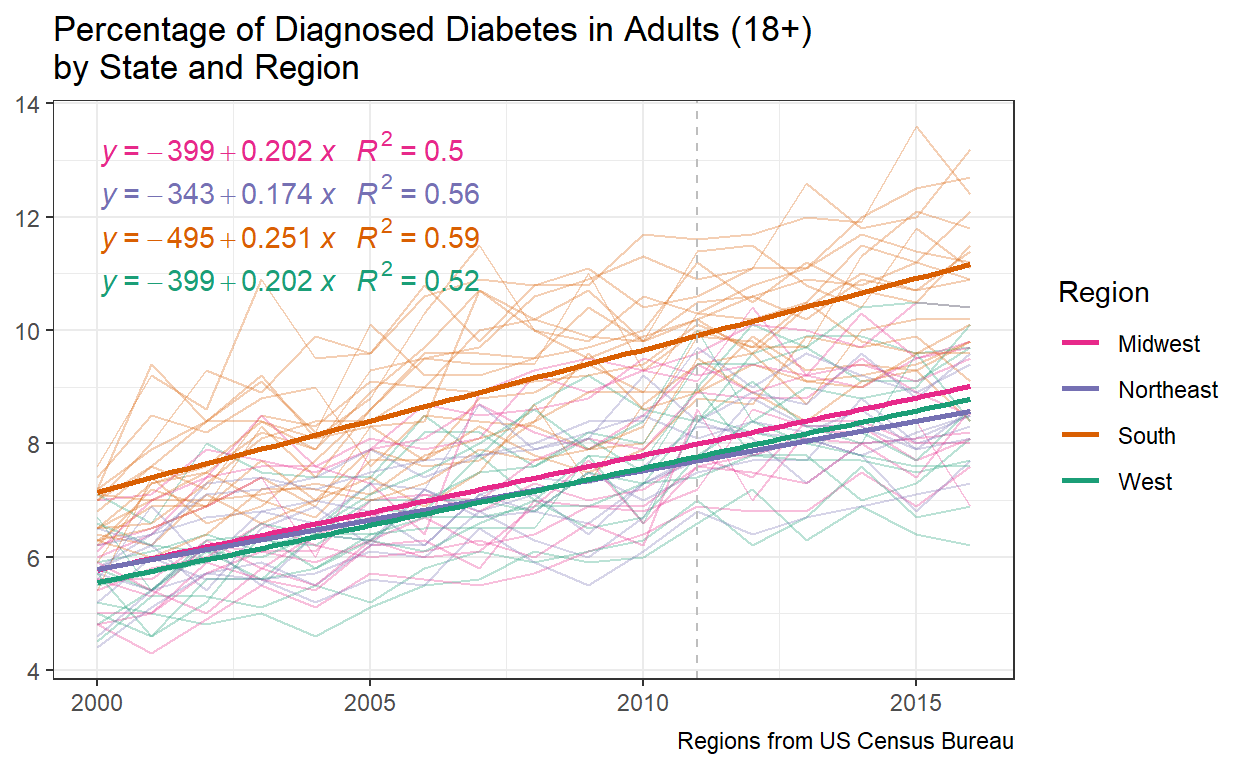 Percentage of Diagnosed Diabetes in Adults (18+)
by State and Region
14
12
10
8
6
4
y = −399 + 0.202 x R² = 0.5
y = −343 + 0.174 x R² = 0.56
y = −495 + 0.251 x R² = 0.59
y = −399 + 0.202 x R² = 0.52
2000 2005 2010 2015
Regions from US Census Bureau
Region
Midwest
Northeast
South
West